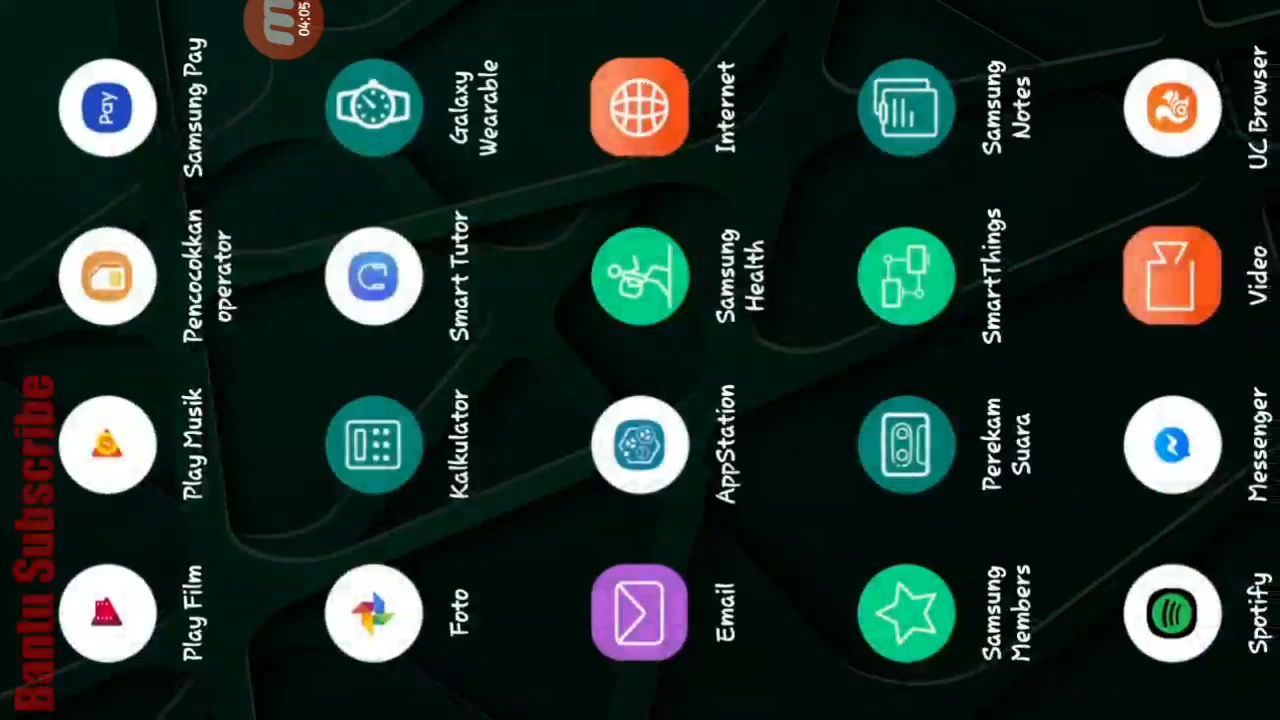 Bantu Subscribe
04:05
Play Film
Play Musik
Pencocokkan
operator
Pay
Samsung Pay
Foto
Kalkulator
Smart Tutor
Galaxy
Wearable
Email
AppStation
Samsung
Health
Internet
Samsung
Members
Perekam
Suara
SmartThings
Samsung
Notes
Spotify
Messenger
Video
UC Browser